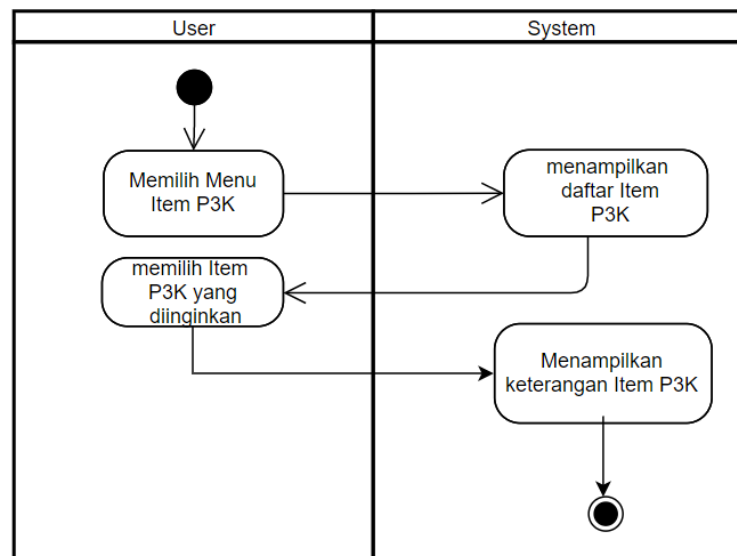 User
System
Memilih Menu
Item P3K
menampilkan
daftar Item
P3K
memilih Item
P3K yang
diinginkan
Menampilkan
keterangan Item P3K